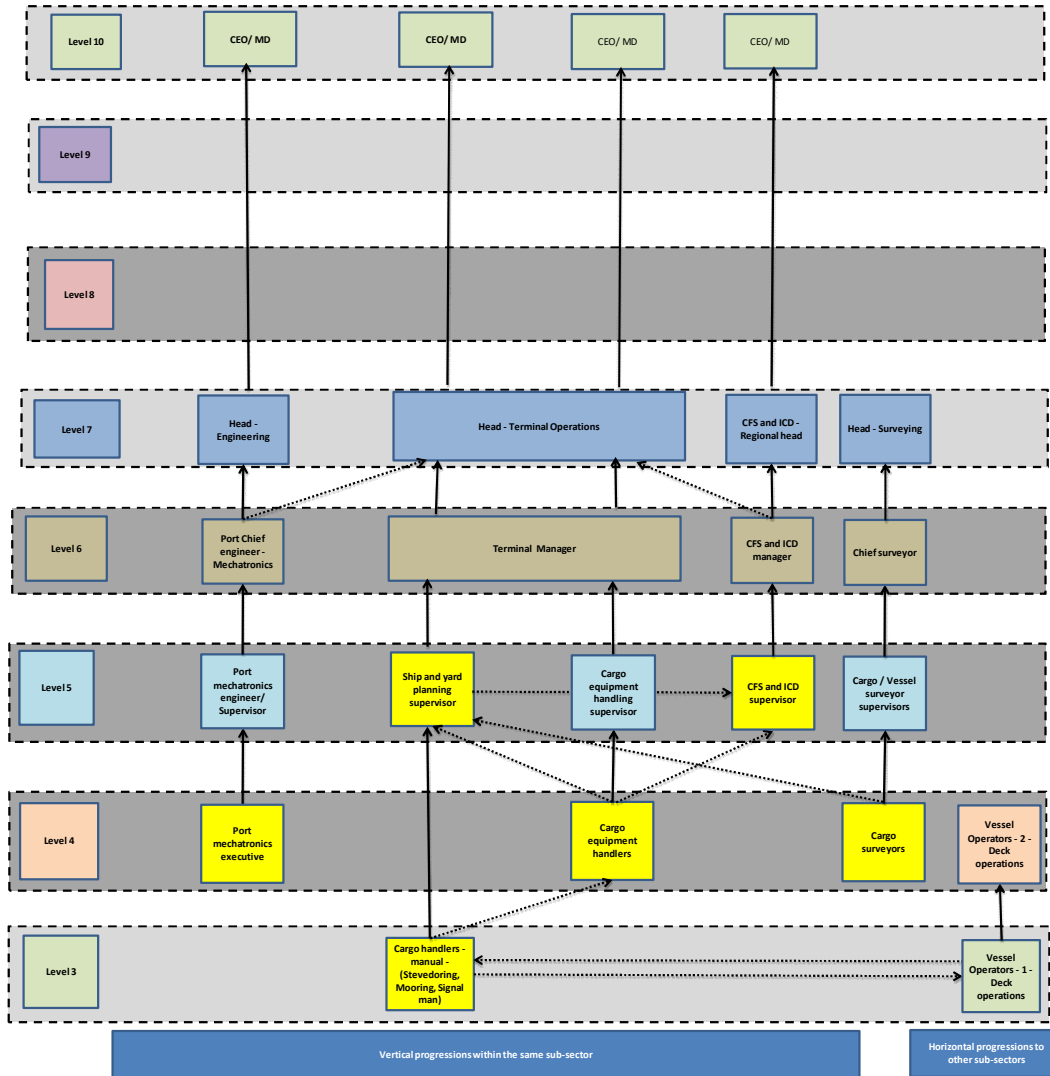 Level 10
CEO/ MD
CEO/ MD
CEO/ MD
CEO/ MD
Level 9
Level 8
Level 7
Head -
Engineering
Head - Terminal Operations
CFS and ICD -
Regional head
Head - Surveying
Level 6
Port Chief
engineer -
Mechatronics
Terminal Manager
CFS and ICD
manager
Chief surveyor
Level 5
Port
mechatronics
engineer/
Supervisor
Ship and yard
planning
supervisor
Cargo
equipment
handling
supervisor
CFS and ICD
supervisor
Cargo / Vessel
surveyor
supervisors
Level 4
Port
mechatronics
executive
Cargo
equipment
handlers
Cargo
surveyors
Vessel
Operators - 2 -
Deck
operations
Level 3
Cargo handlers -
manual -
(Stevedoring,
Mooring, Signal
man)
Vessel
Operators - 1 -
Deck
operations
Vertical progressions within the same sub-sector
Horizontal progressions to
other sub-sectors